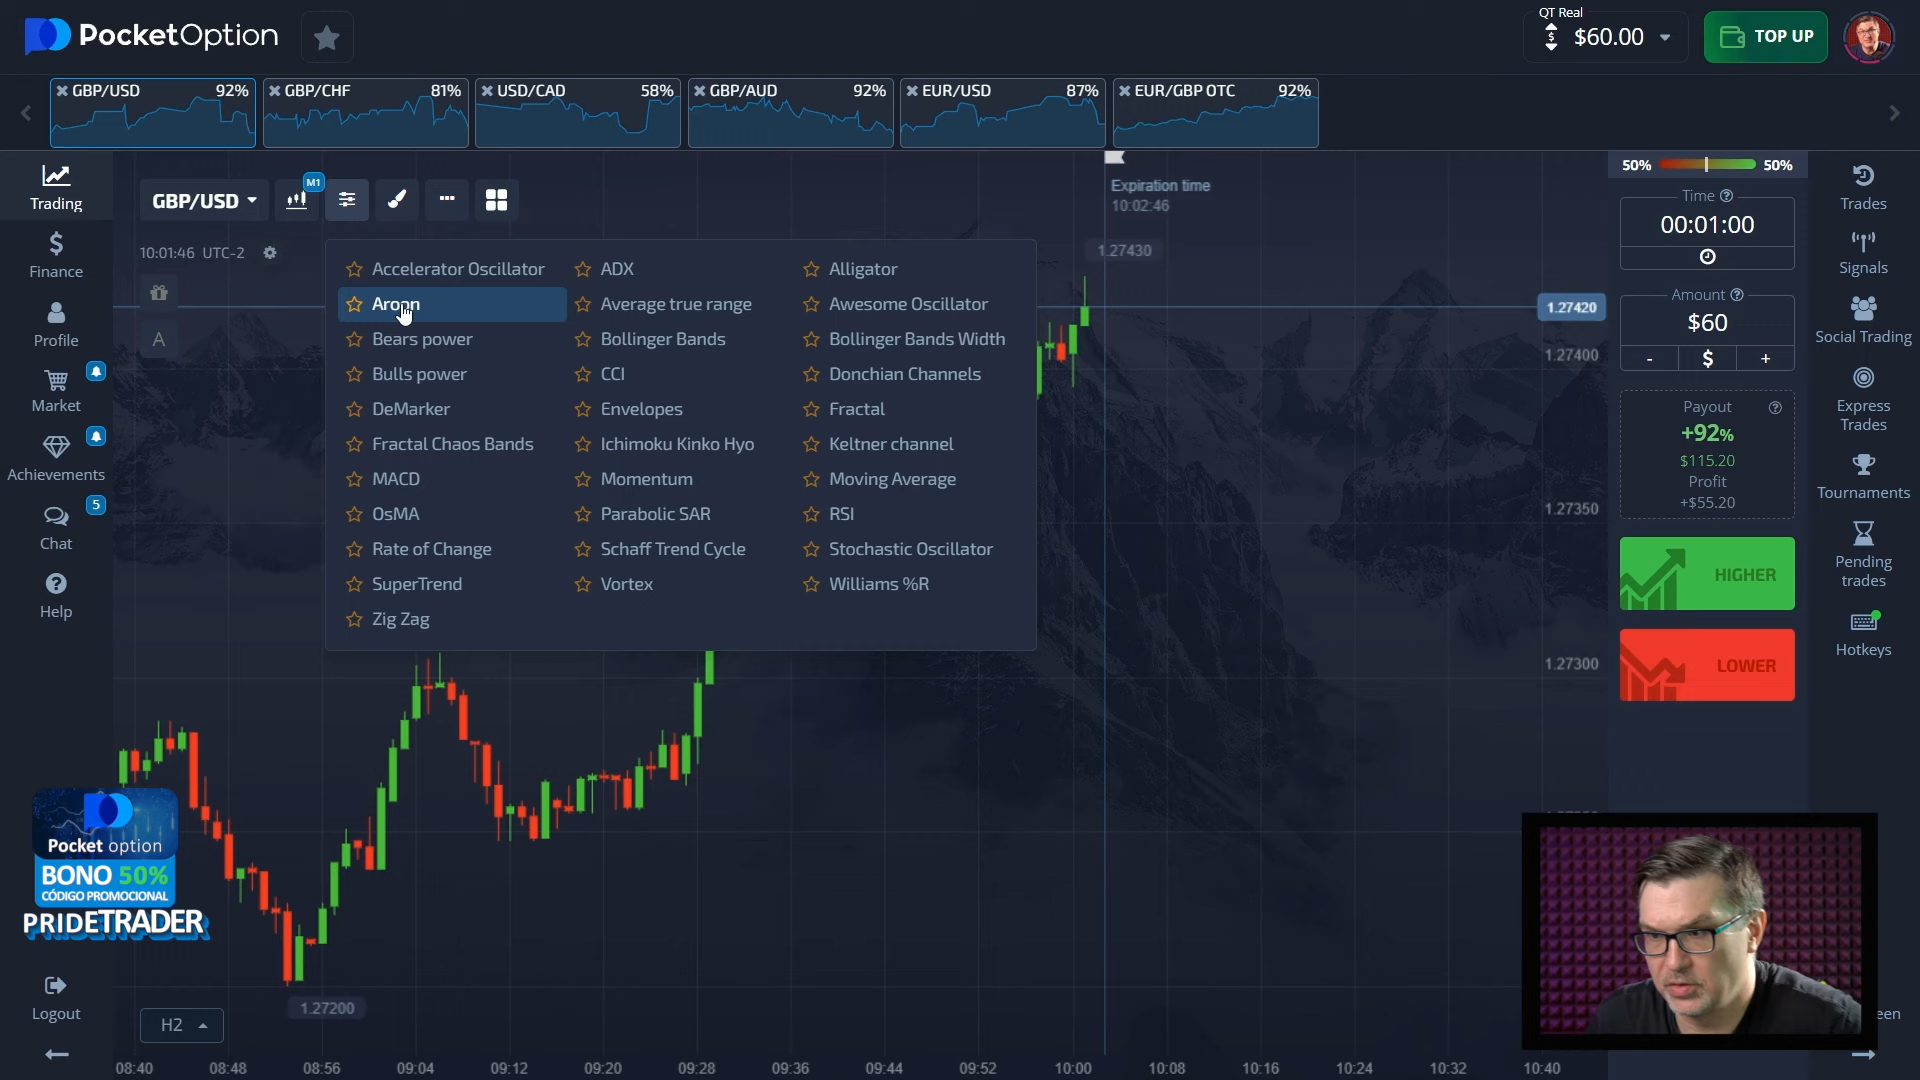 PocketOption
QT Real
$60.00
TOP UP
GBP/USD 92%
GBP/CHF 81%
USD/CAD 58%
GBP/AUD 92%
EUR/USD 87%
EUR/GBP OTC 92%
Trading
Finance
Profile
Market
Achievements
5
Chat
Help
Logout
GBP/USD
M1
10:01:46 UTC-2
A
Accelerator Oscillator
ADX
Alligator
Aroon
Average true range
Awesome Oscillator
Bears power
Bollinger Bands
Bollinger Bands Width
Bulls power
CCI
Donchian Channels
DeMarker
Envelopes
Fractal
Fractal Chaos Bands
Ichimoku Kinko Hyo
Keltner channel
MACD
Momentum
Moving Average
OsMA
Parabolic SAR
RSI
Rate of Change
Schaff Trend Cycle
Stochastic Oscillator
SuperTrend
Vortex
Williams %R
Zig Zag
Expiration time
10:02:46
1.27430
1.27420
1.27400
1.27350
1.27300
1.27200
50% 50%
Time
00:01:00
Amount
$60
- $ +
Payout
+92%
$115.20
Profit
+$55.20
HIGHER
LOWER
Trades
Signals
Social Trading
Express
Trades
Tournaments
Pending
trades
Hotkeys
Pocket option
BONO 50%
CÓDIGO PROMOCIONAL
PRIDETRADER
H2
08:40 08:48 08:56 09:04 09:12 09:20 09:28 09:36 09:44 09:52 10:00 10:08 10:16 10:24 10:32 10:40